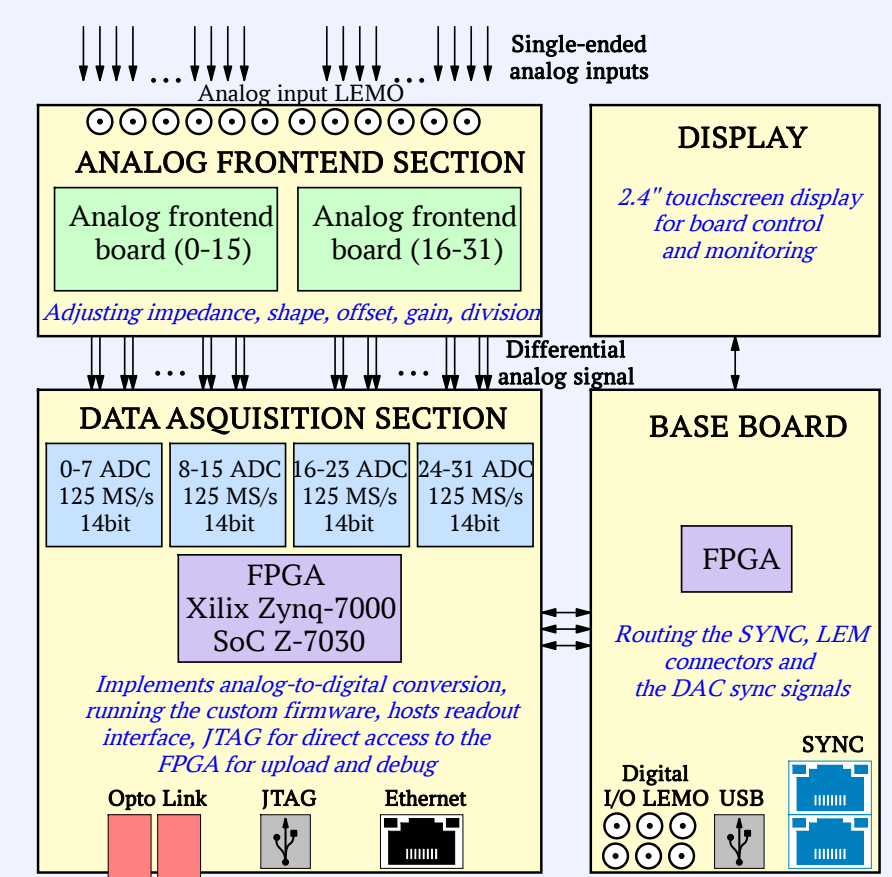 Single-ended
analog inputs
... ...
Analog input LEMO
ANALOG FRONTEND SECTION
Analog frontend
board (0-15)
Analog frontend
board (16-31)
Adjusting impedance, shape, offset, gain, division
DISPLAY
2.4" touchscreen display
for board control
and monitoring
Differential
analog signal
... ...
DATA ASQUISITION SECTION
0-7 ADC
125 MS/s
14bit
8-15 ADC
125 MS/s
14bit
16-23 ADC
125 MS/s
14bit
24-31 ADC
125 MS/s
14bit
FPGA
Xilix Zynq-7000
SoC Z-7030
Implements analog-to-digital conversion,
running the custom firmware, hosts readout
interface, JTAG for direct access to the
FPGA for upload and debug
Opto Link
JTAG
Ethernet
BASE BOARD
FPGA
Routing the SYNC, LEM
connectors and
the DAC sync signals
SYNC
Digital
I/O LEMO
USB